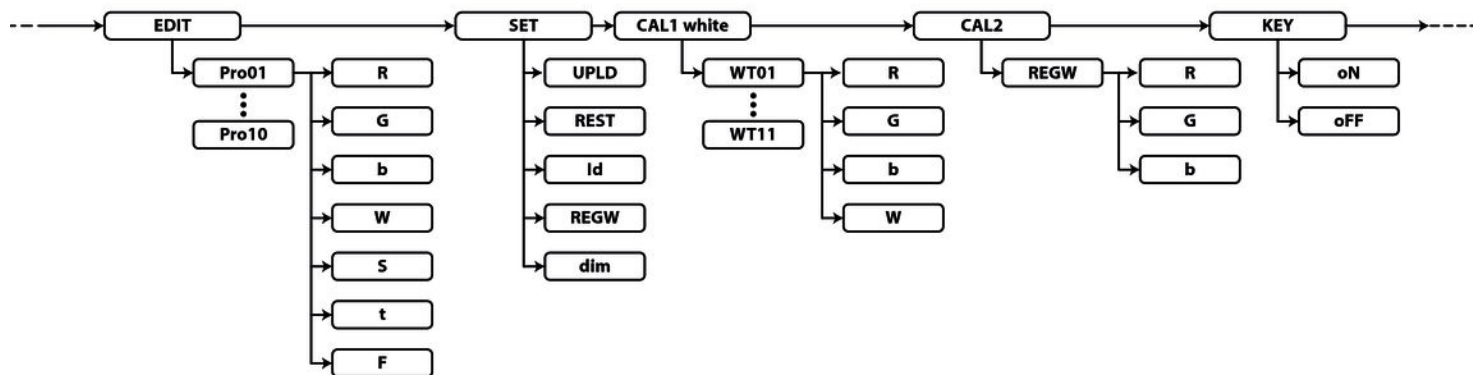 EDIT
SET
CAL1 white
CAL2
KEY
Pro01
Pro10
R
G
b
W
S
t
F
UPLD
REST
Id
REGW
dim
WT01
WT11
R
G
b
W
REGW
R
G
b
oN
oFF